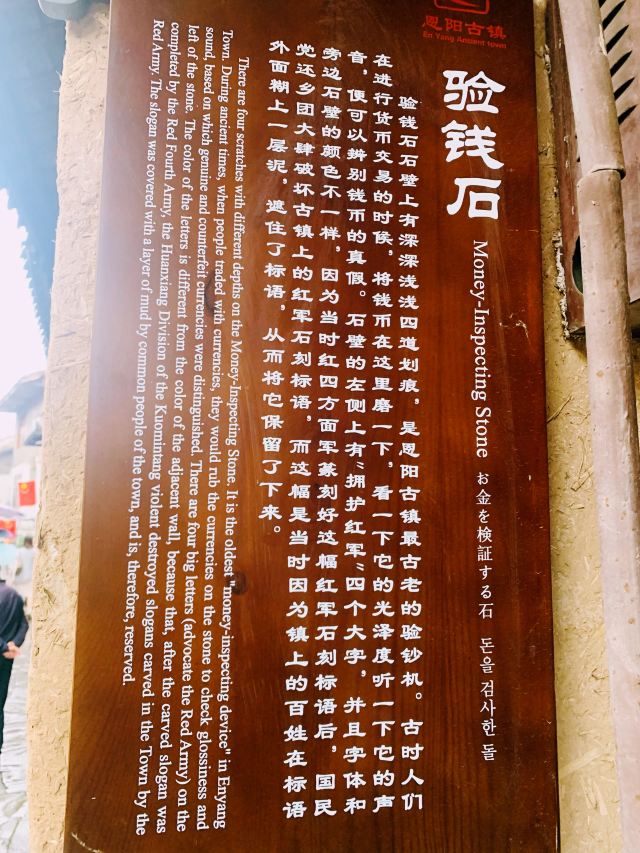 恩阳古镇
En Yang Ancient town
验钱石
Money-Inspecting Stone お金を検証する石 돈을 검사한 돌
验钱石石壁上有深深浅浅四道划痕，是恩阳古镇最古老的验钞机。古时人们
在进行货币交易的时候，将钱币在这里磨一下，看一下它的光泽度听一下它的声
音，便可以辨别钱币的真假。石壁的左侧上有“拥护红军”四个大字，并且字体和
旁边石壁的颜色不一样，因为当时红四方面军篆刻好这幅红军石刻标语后，国民
党还乡团大肆破坏古镇上的红军石刻标语，而这幅是当时因为镇上的百姓在标语
外面糊上一层泥，遮住了标语，从而将它保留了下来。
There are four scratches with different depths on the Money-Inspecting Stone. It is the oldest "money-inspecting device" in Enyang
Town. During ancient times, when people traded with currencies, they would rub the currencies on the stone to check glossiness and
sound, based on which genuine and counterfeit currencies were distinguished. There are four big letters (advocate the Red Army) on the
left of the stone. The color of the letters is different from the color of the adjacent wall, because that, after the carved slogan was
completed by the Red Fourth Army, the Huanxiang Division of the Kuomintang violent destroyed slogans carved in the Town by the
Red Army. The slogan was covered with a layer of mud by common people of the town, and is, therefore, reserved.